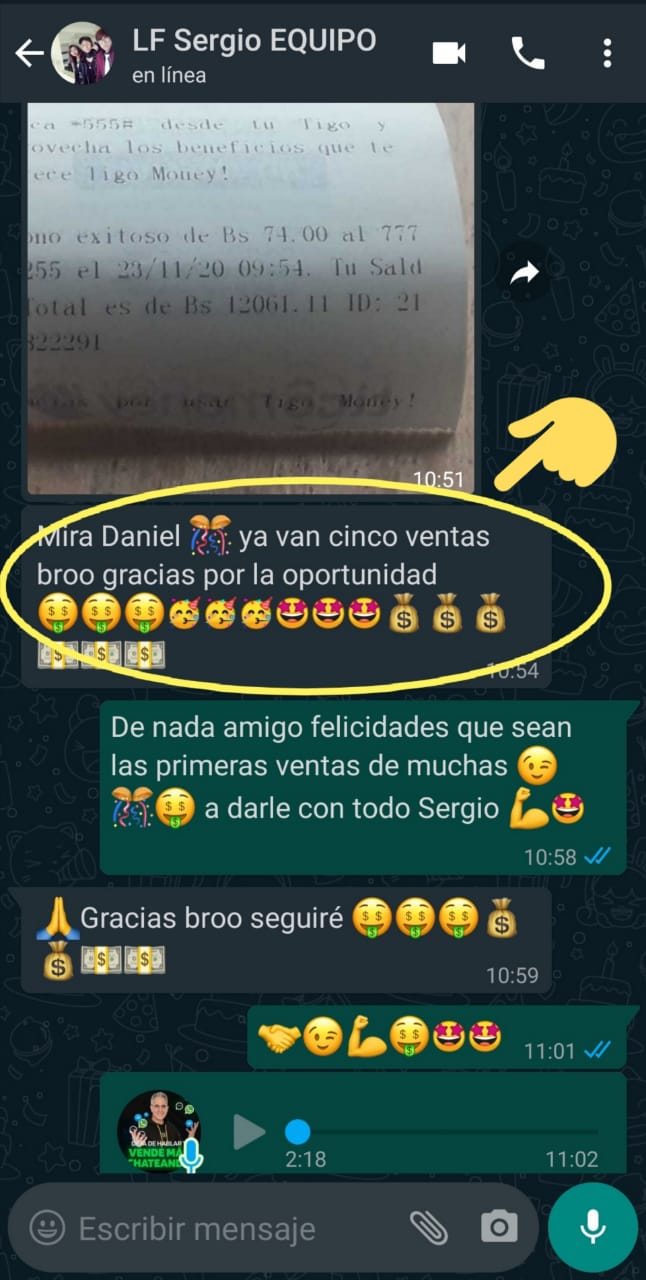 LF Sergio EQUIPO
en línea
ca *555# desde tu Tigo y
ovecha los beneficios que te
ece Tigo Money!
ono exitoso de Bs 74.00 al 777
255 el 23/11/20 09:54. Tu Sald
Total es de Bs 12061.11 ID: 21
322291
acias por usar Tigo Money!
10:51
Mira Daniel 🎊 ya van cinco ventas
broo gracias por la oportunidad
🤑🤑🤑🥳🥳🥳🤩🤩🤩💰💰💰
💵💵💵
10:54
De nada amigo felicidades que sean
las primeras ventas de muchas 😉
🎊🤑 a darle con todo Sergio 💪🤩
10:58
🙏Gracias broo seguiré 🤑🤑🤑💰
💰💵💵
10:59
🤝😉💪🤑🤩🤩
11:01
DEJA DE HABLAR
VENDE MÁ
"HATEAND
2:18 11:02
Escribir mensaje